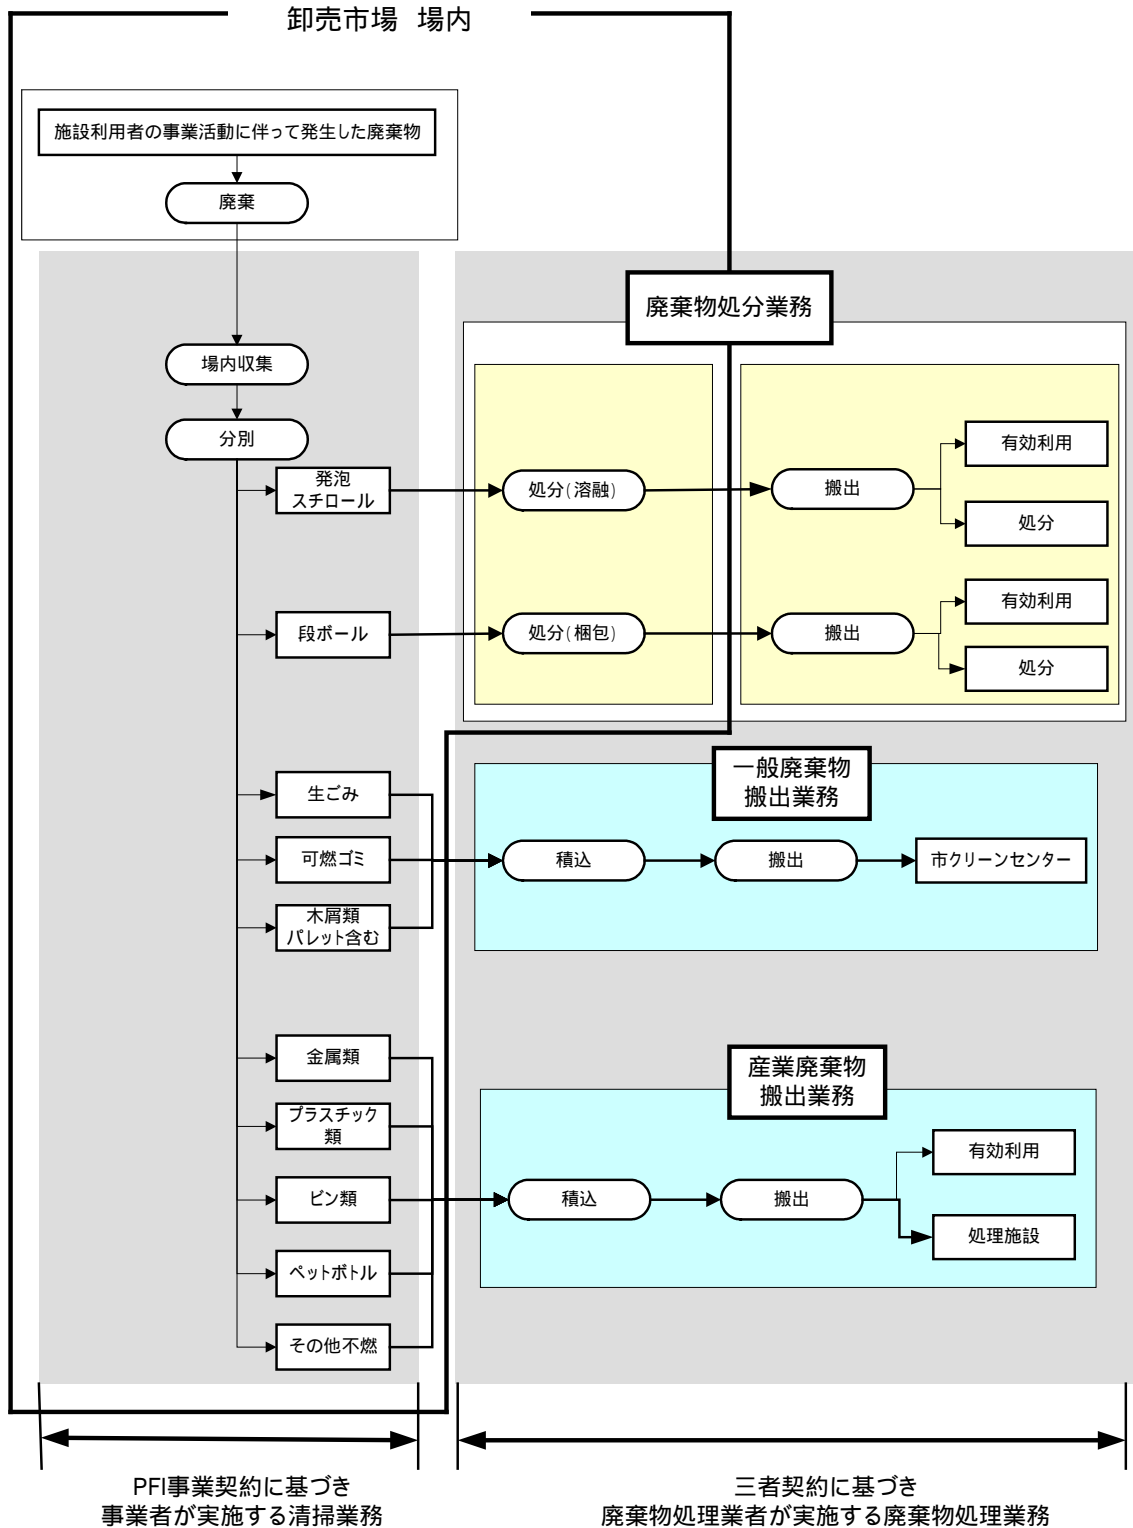 卸売市場 場内
施設利用者の事業活動に伴って発生した廃棄物
廃棄
廃棄物処分業務
場内収集
分別
発泡
スチロール
処分(溶融)
搬出
有効利用
処分
段ボール
処分(梱包)
搬出
有効利用
処分
一般廃棄物
搬出業務
生ごみ
可燃ゴミ
木屑類
パレット含む
積込
搬出
市クリーンセンター
産業廃棄物
搬出業務
金属類
プラスチック
類
ビン類
ペットボトル
その他不燃
積込
搬出
有効利用
処理施設
PFI事業契約に基づき
事業者が実施する清掃業務
三者契約に基づき
廃棄物処理業者が実施する廃棄物処理業務